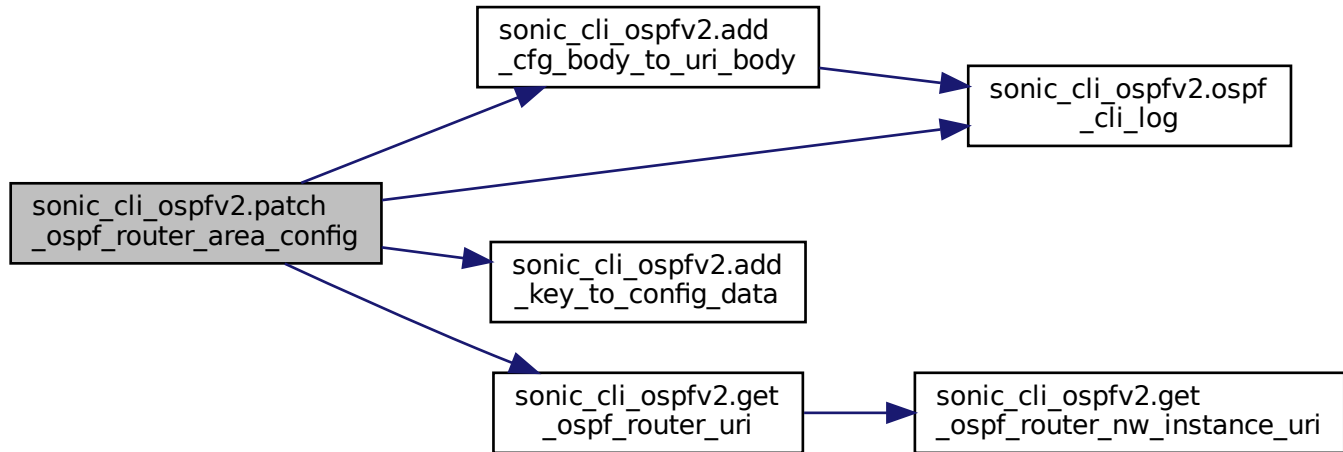 sonic_cli_ospfv2.add
_cfg_body_to_uri_body
sonic_cli_ospfv2.ospf
_cli_log
sonic_cli_ospfv2.patch
_ospf_router_area_config
sonic_cli_ospfv2.add
_key_to_config_data
sonic_cli_ospfv2.get
_ospf_router_uri
sonic_cli_ospfv2.get
_ospf_router_nw_instance_uri